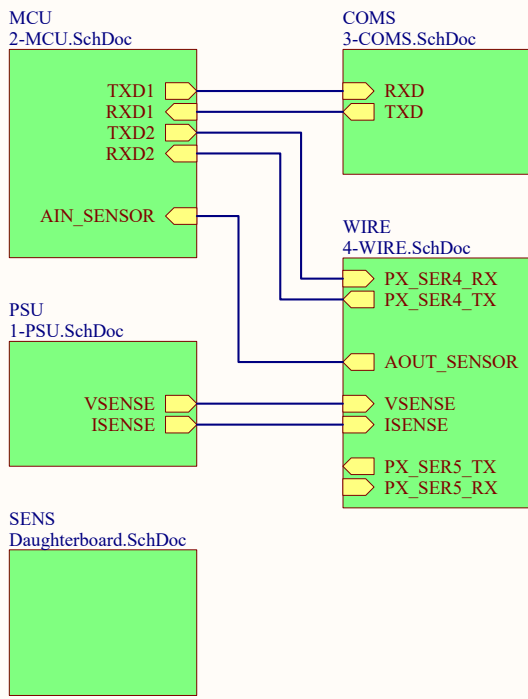 MCU
2-MCU.SchDoc
TXD1
RXD1
TXD2
RXD2
AIN_SENSOR
COMS
3-COMS.SchDoc
RXD
TXD
WIRE
4-WIRE.SchDoc
PX_SER4_RX
PX_SER4_TX
AOUT_SENSOR
VSENSE
ISENSE
PX_SER5_TX
PX_SER5_RX
PSU
1-PSU.SchDoc
VSENSE
ISENSE
SENS
Daughterboard.SchDoc